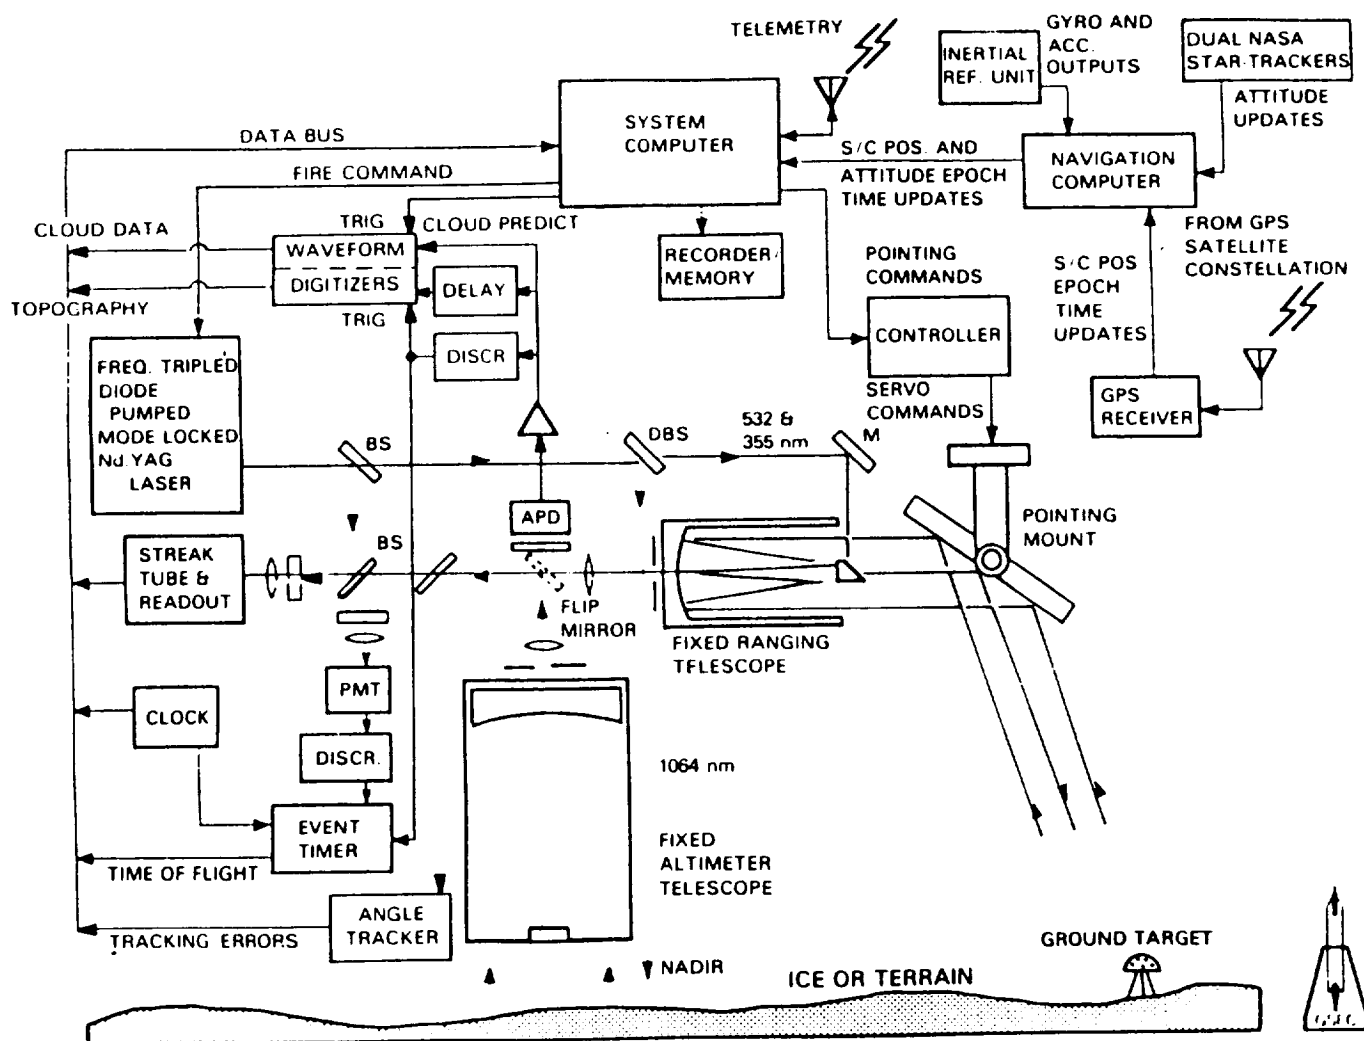 TELEMETRY
GYRO AND
ACC.
OUTPUTS
INERTIAL
REF. UNIT
DUAL NASA
STAR-TRACKERS
ATTITUDE
UPDATES
SYSTEM
COMPUTER
DATA BUS
FIRE COMMAND
S/C POS. AND
ATTITUDE EPOCH
TIME UPDATES
NAVIGATION
COMPUTER
TRIG
CLOUD PREDICT
CLOUD DATA
WAVEFORM
DIGITIZERS
RECORDER/
MEMORY
POINTING
COMMANDS
FROM GPS
SATELLITE
CONSTELLATION
S/C POS
EPOCH
TIME
UPDATES
TOPOGRAPHY
TRIG
DELAY
DISCR
CONTROLLER
FREQ. TRIPLED
DIODE
PUMPED
MODE LOCKED
Nd.YAG
LASER
SERVO
COMMANDS
GPS
RECEIVER
BS
DBS
532 &
355 nm
M
APD
POINTING
MOUNT
STREAK
TUBE &
READOUT
BS
FLIP
MIRROR
FIXED RANGING
TELESCOPE
PMT
CLOCK
DISCR.
1064 nm
EVENT
TIMER
FIXED
ALTIMETER
TELESCOPE
TIME OF FLIGHT
ANGLE
TRACKER
TRACKING ERRORS
NADIR
GROUND TARGET
ICE OR TERRAIN